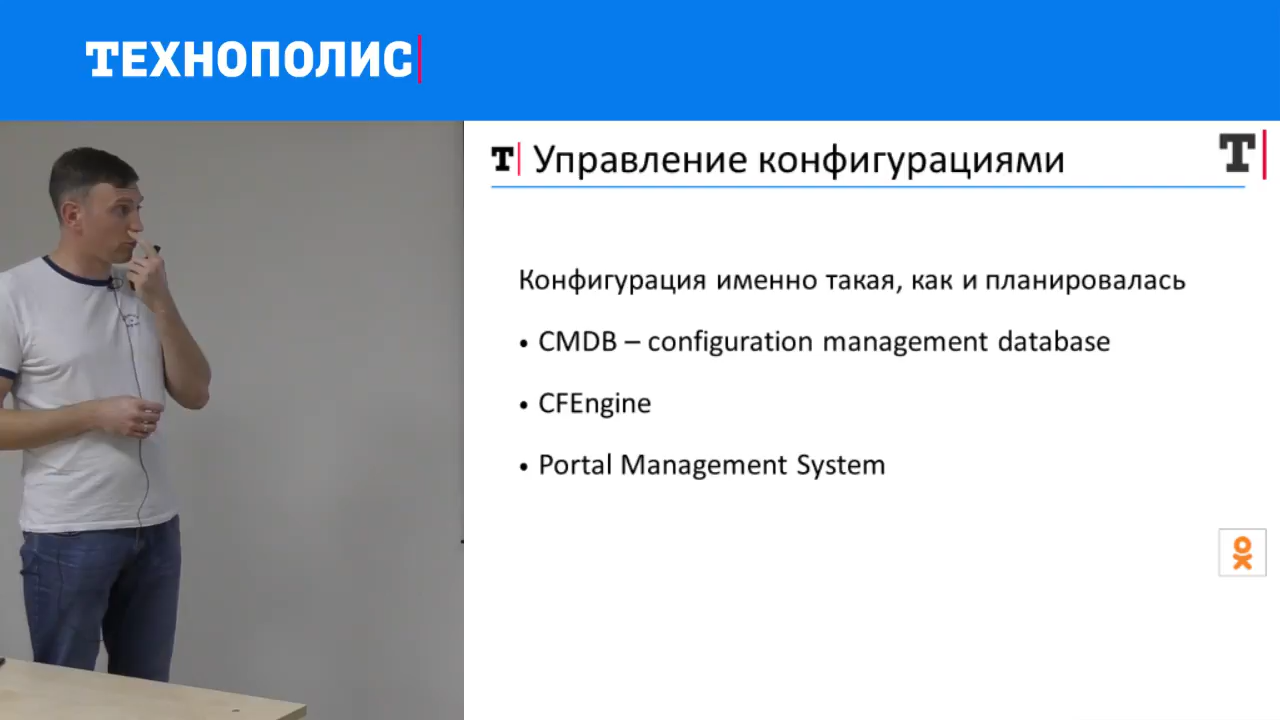 ТЕХНОПОЛИС
Т Управление конфигурациями
Т
Конфигурация именно такая, как и планировалась
• CMDB – configuration management database
• CFEngine
• Portal Management System